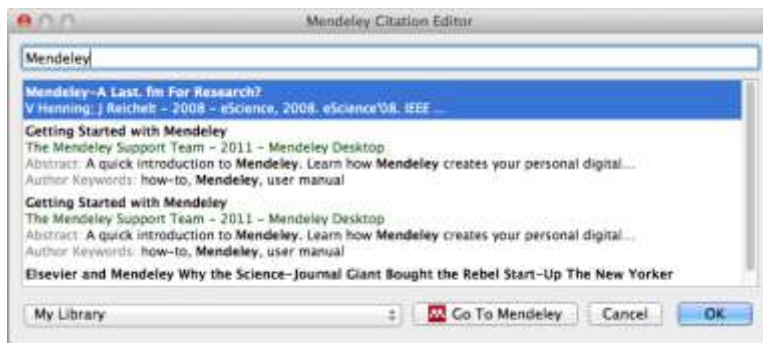 Mendeley Citation Editor
Mendeley
Mendeley-A Last. fm For Research?
V Henning; J Reichelt - 2008 - eScience, 2008. eScience'08. IEEE ...
Getting Started with Mendeley
The Mendeley Support Team - 2011 - Mendeley Desktop
Abstract: A quick introduction to Mendeley. Learn how Mendeley creates your personal digital...
Author Keywords: how-to, Mendeley, user manual
Getting Started with Mendeley
The Mendeley Support Team - 2011 - Mendeley Desktop
Abstract: A quick introduction to Mendeley. Learn how Mendeley creates your personal digital...
Author Keywords: how-to, Mendeley, user manual
Elsevier and Mendeley Why the Science-Journal Giant Bought the Rebel Start-Up The New Yorker
My Library Go To Mendeley Cancel OK